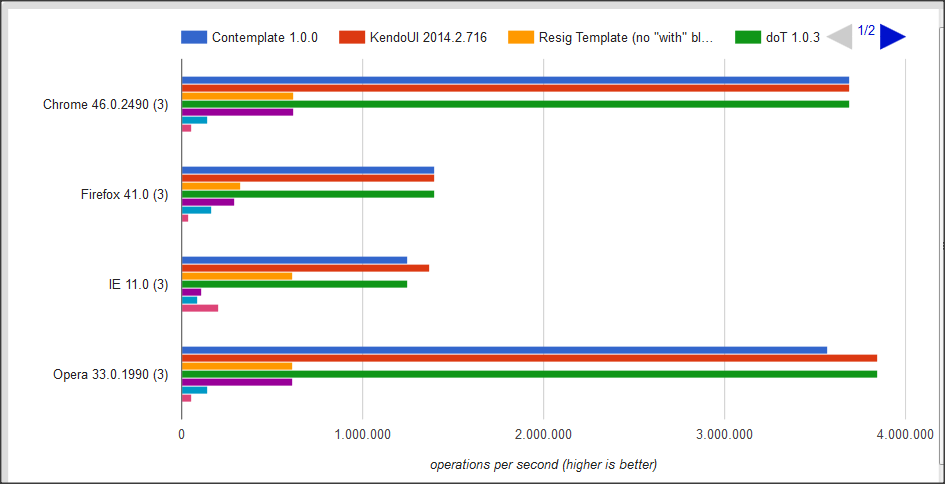 Contemplate 1.0.0 KendoUI 2014.2.716 Resig Template (no "with" bl... doT 1.0.3 1/2
Chrome 46.0.2490 (3)
Firefox 41.0 (3)
IE 11.0 (3)
Opera 33.0.1990 (3)
0 1.000.000 2.000.000 3.000.000 4.000.000
operations per second (higher is better)